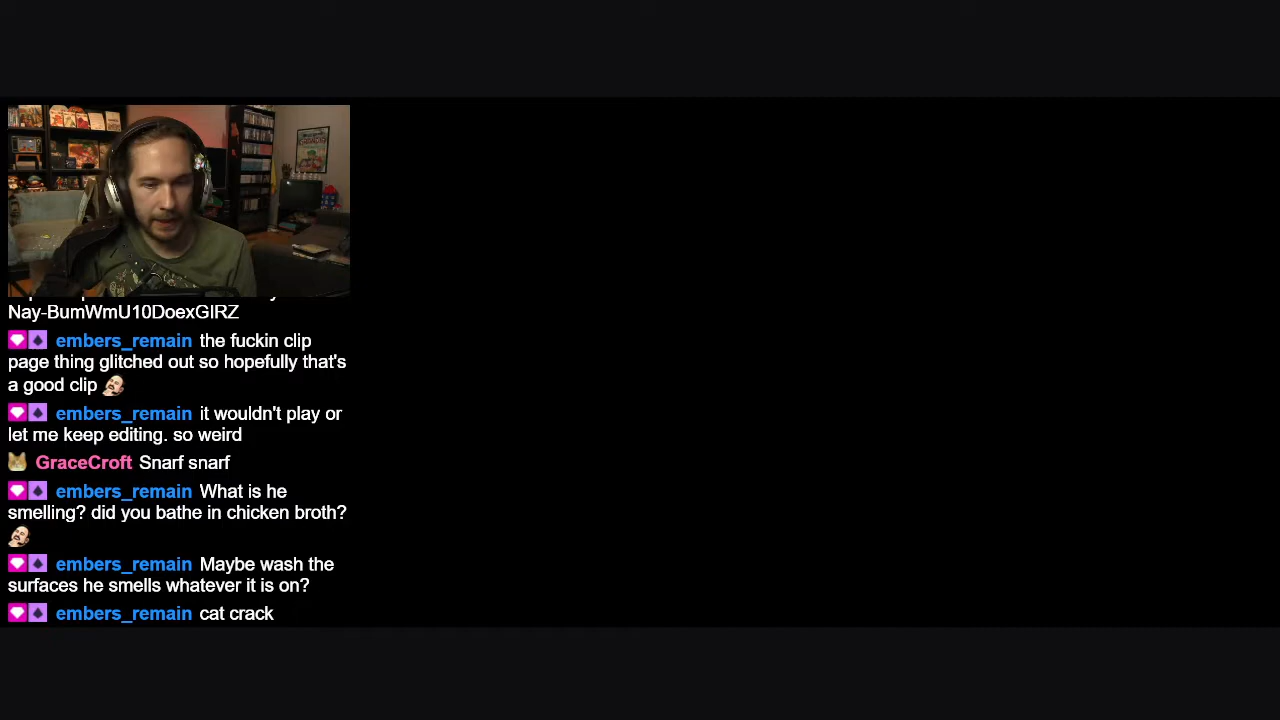 Nay-BumWmU10DoexGlRZ
embers_remain the fuckin clip
page thing glitched out so hopefully that's
a good clip
embers_remain it wouldn't play or
let me keep editing. so weird
GraceCroft Snarf snarf
embers_remain What is he
smelling? did you bathe in chicken broth?
embers_remain Maybe wash the
surfaces he smells whatever it is on?
embers_remain cat crack